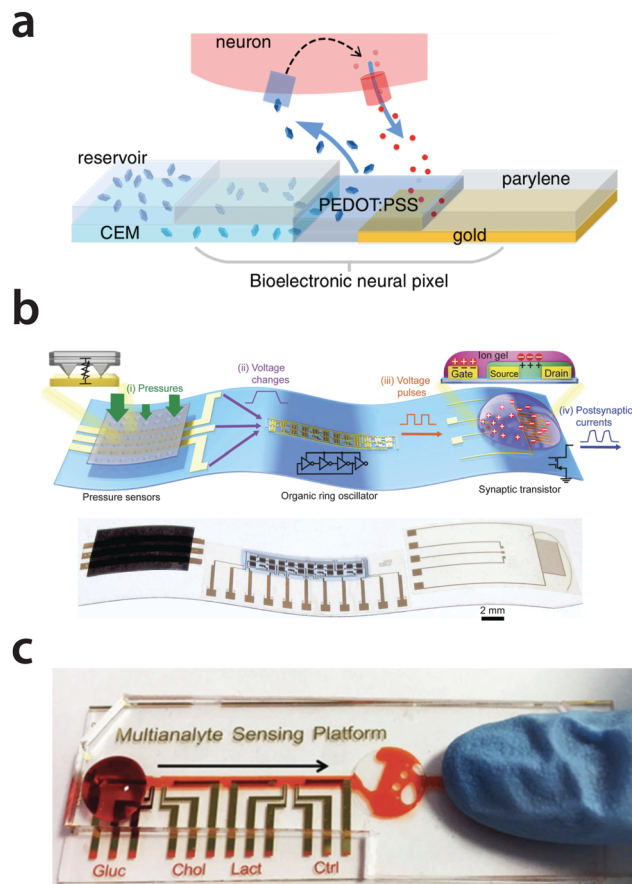 a
neuron
reservoir
parylene
PEDOT:PSS
CEM
gold
Bioelectronic neural pixel
b
(i) Pressures
(ii) Voltage
changes
(iii) Voltage
pulses
Ion gel
+++ 
Gate
Source
+++
Drain
(iv) Postsynaptic
currents
Pressure sensors
Organic ring oscillator
Synaptic transistor
2 mm
c
Multianalyte Sensing Platform
Gluc
Chol
Lact
Ctrl